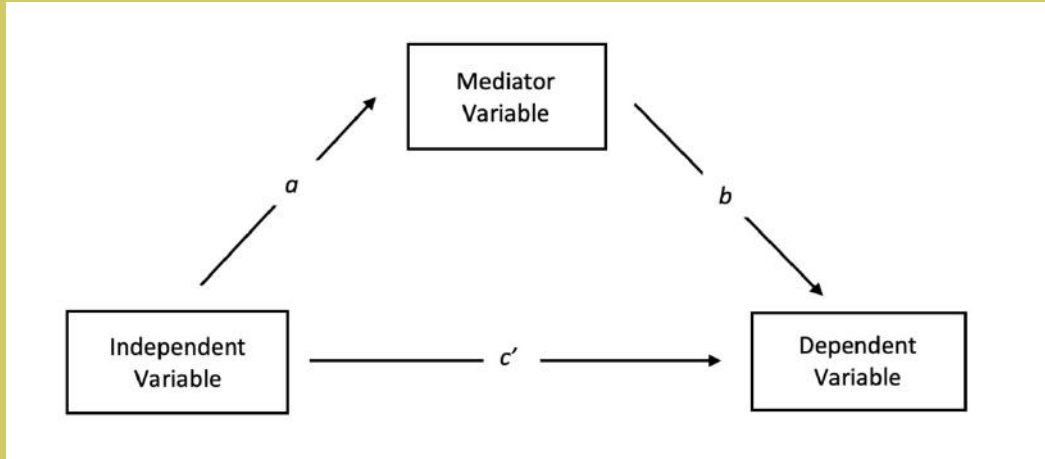 Mediator
Variable
a
b
Independent
Variable
c′
Dependent
Variable